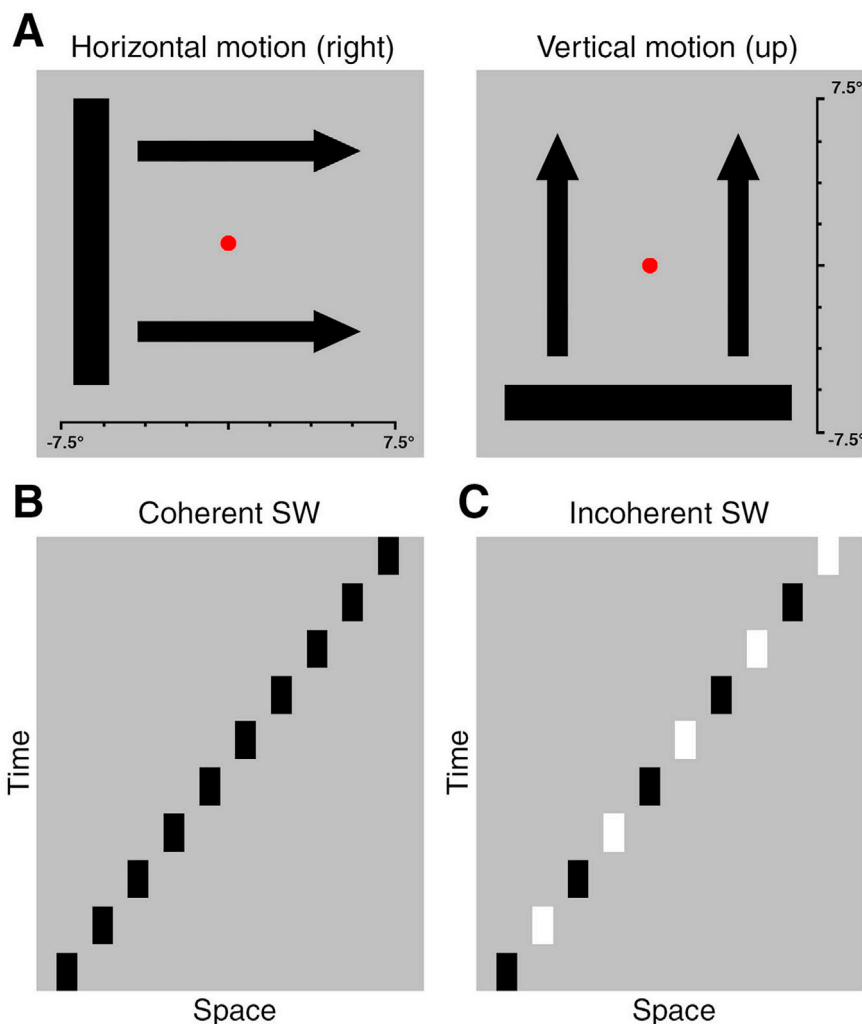 A
Horizontal motion (right)
Vertical motion (up)
7.5°
-7.5°
7.5°
-7.5°
B
Coherent SW
C
Incoherent SW
Time
Time
Space
Space